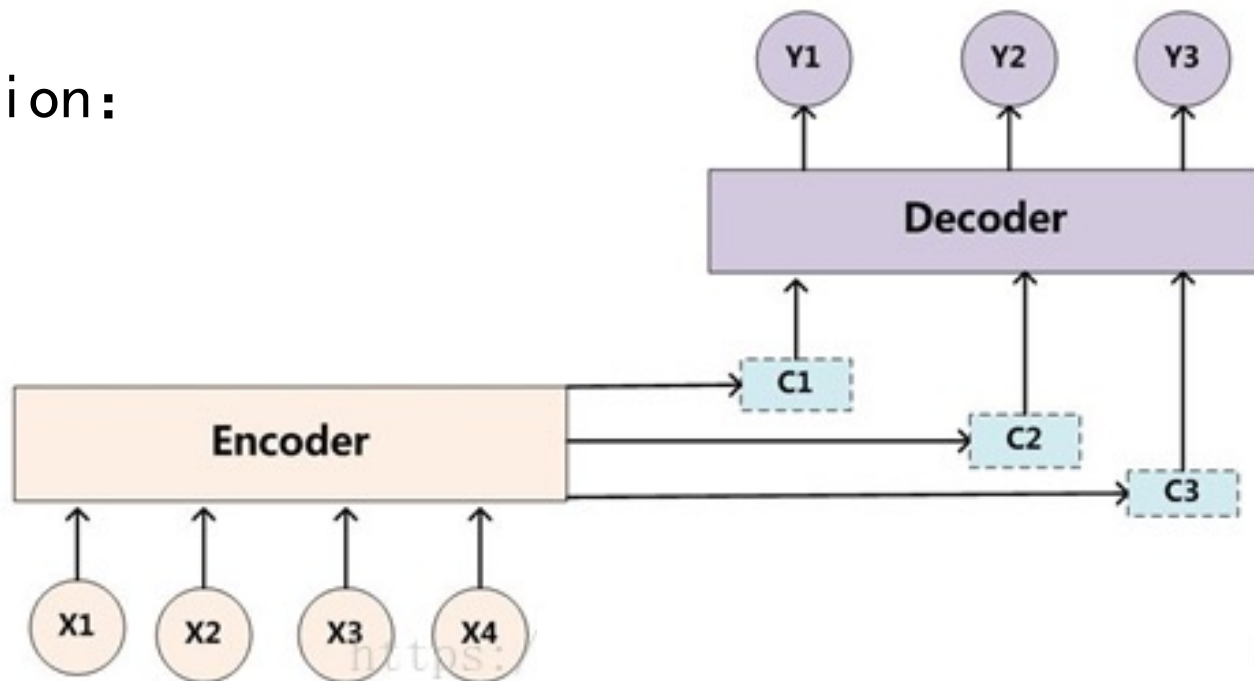 ion:
Y1 Y2 Y3
Decoder
C1
Encoder
C2
C3
X1 X2 X3 X4
https:/